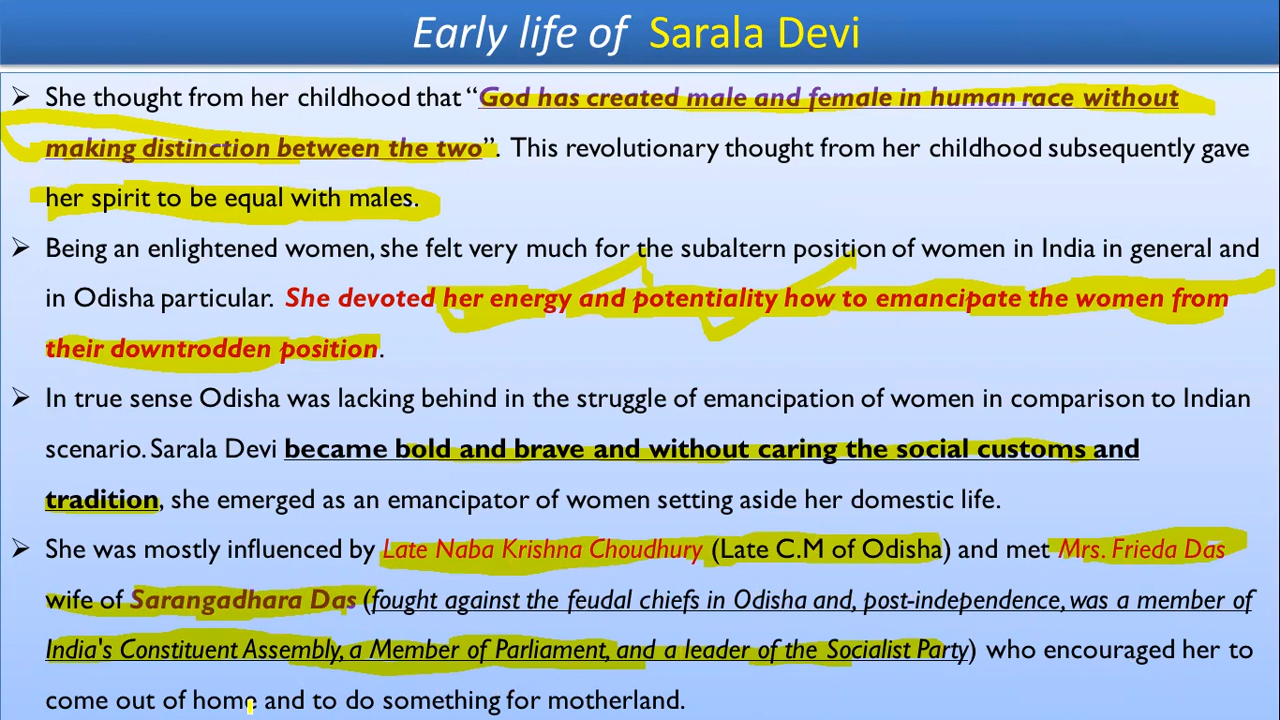 Early life of Sarala Devi
➢ She thought from her childhood that “God has created male and female in human race without
making distinction between the two”. This revolutionary thought from her childhood subsequently gave
her spirit to be equal with males.
➢ Being an enlightened women, she felt very much for the subaltern position of women in India in general and
in Odisha particular. She devoted her energy and potentiality how to emancipate the women from
their downtrodden position.
➢ In true sense Odisha was lacking behind in the struggle of emancipation of women in comparison to Indian
scenario. Sarala Devi became bold and brave and without caring the social customs and
tradition, she emerged as an emancipator of women setting aside her domestic life.
➢ She was mostly influenced by Late Naba Krishna Choudhury (Late C.M of Odisha) and met Mrs. Frieda Das
wife of Sarangadhara Das (fought against the feudal chiefs in Odisha and, post-independence, was a member of
India's Constituent Assembly, a Member of Parliament, and a leader of the Socialist Party) who encouraged her to
come out of home and to do something for motherland.